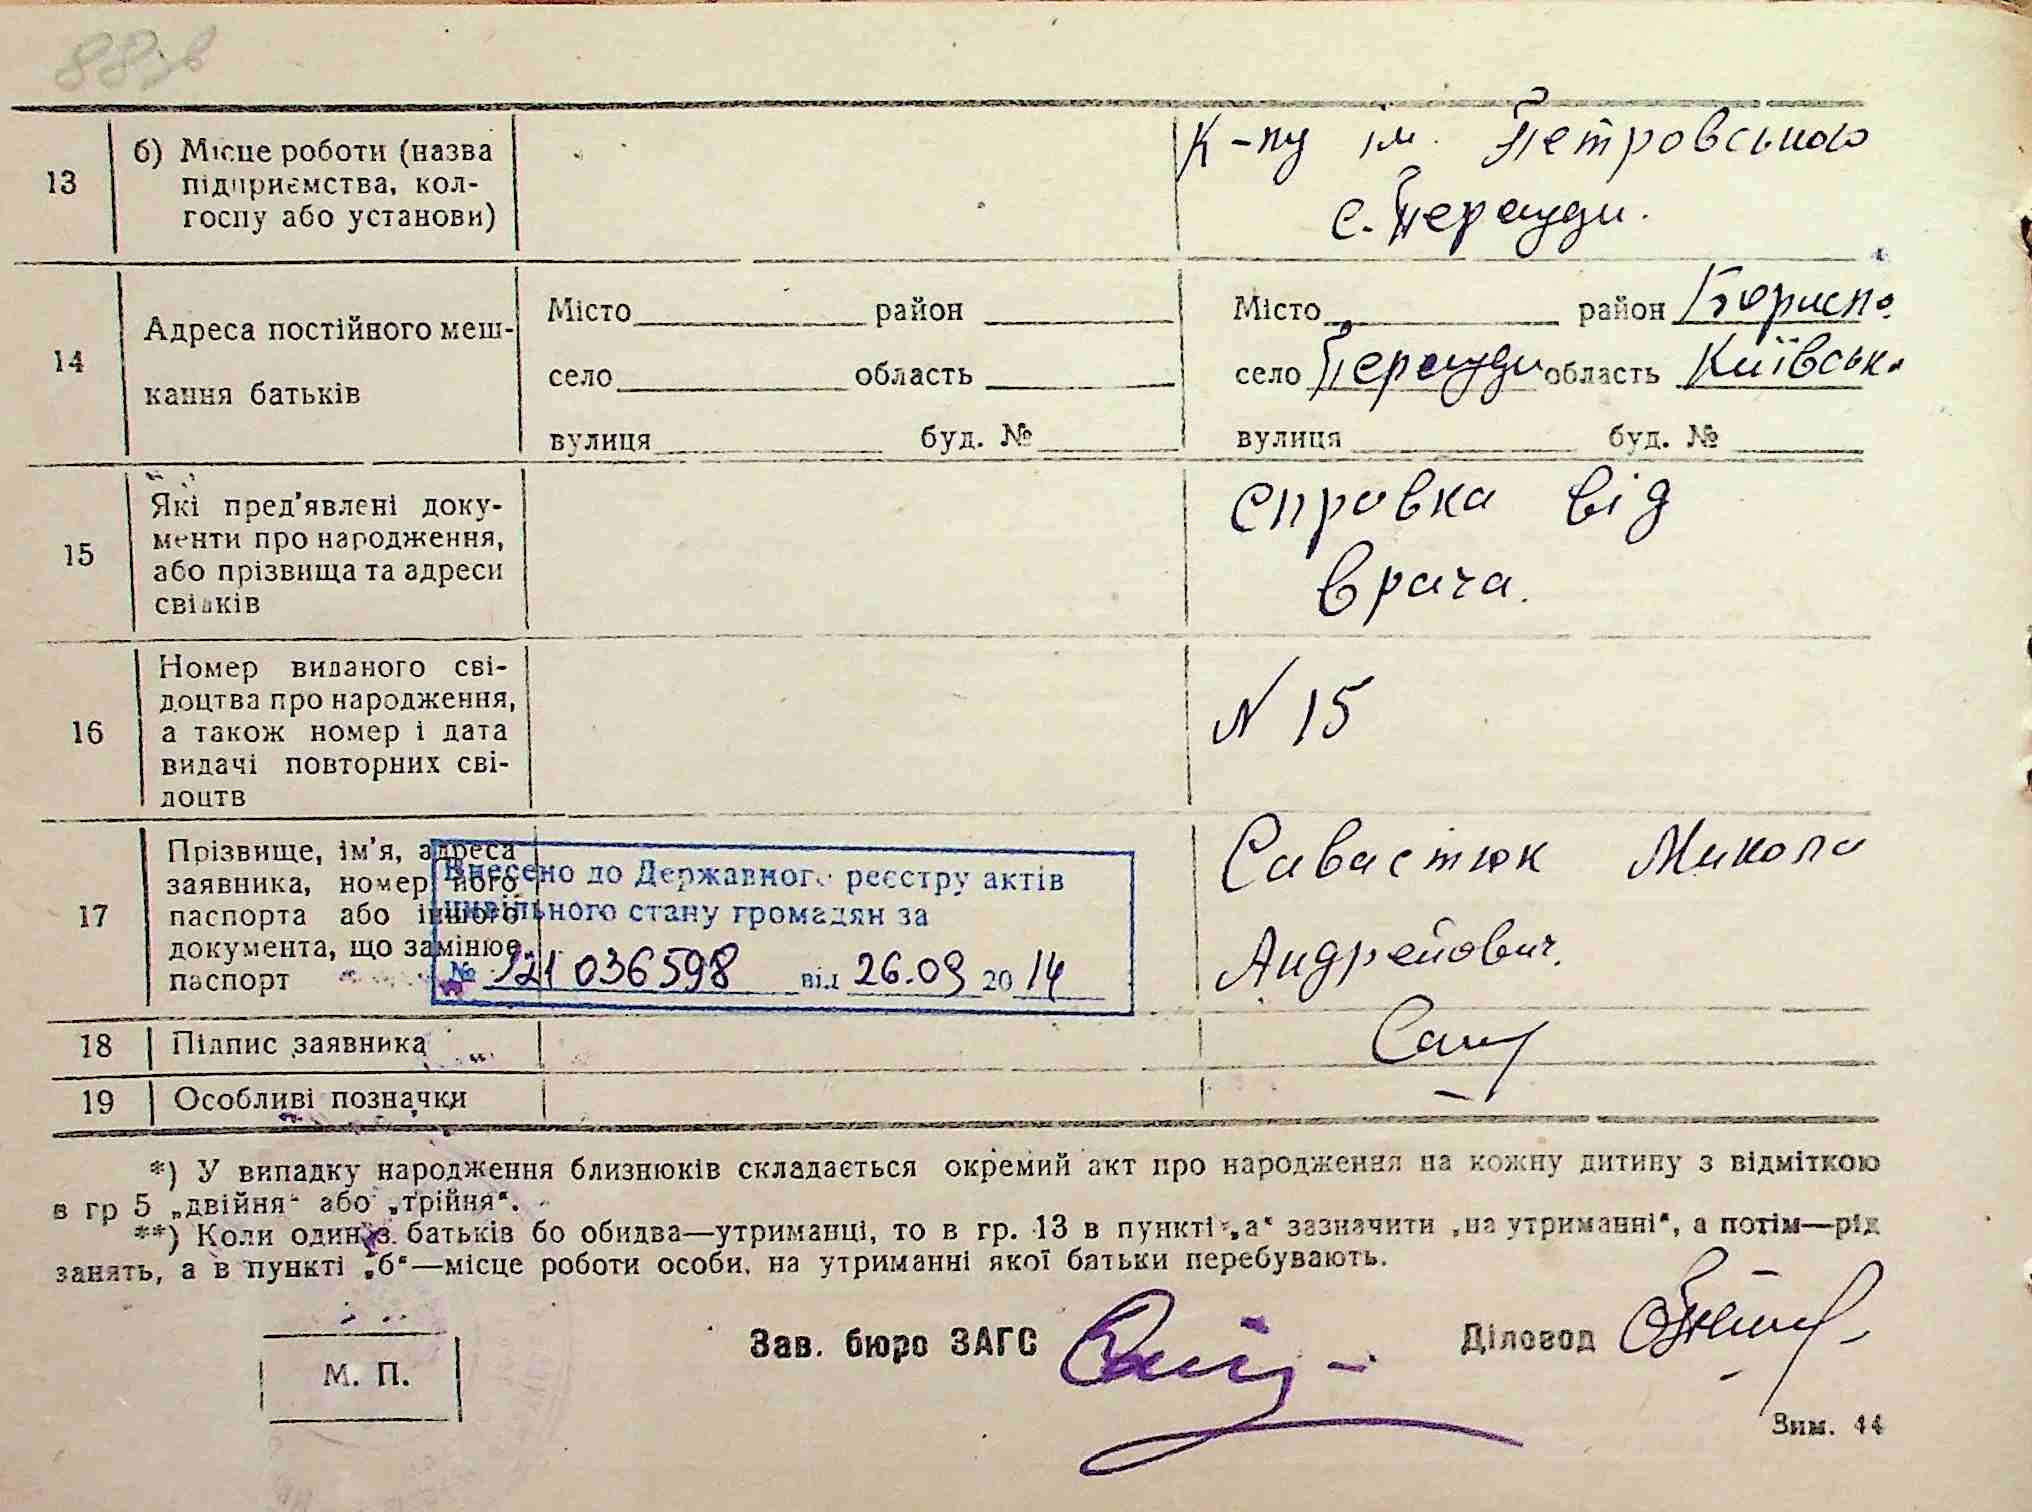 88зв
13 б) Місце роботи (назва підприємства, колгоспу або установи)
К-пу ім. Петровського
с. Перемуди.
14 Адреса постійного мешкання батьків
Місто район
село область
вулиця буд. №
Місто район Бориспо.
село область Київськ.
вулиця буд. №
15 Які пред'явлені документи про народження, або прізвища та адреси свідків
справка від
врача.
16 Номер виданого свідоцтва про народження, а також номер і дата видачі повторних свідоцтв
N 15
17 Прізвище, ім'я, адреса заявника, номер його паспорта або іншого документа, що замінює паспорт
Внесено до Державного реєстру актів
цивільного стану громадян за
№ 121 036598 від 26.09 2014
Савастюк Микола
Андрейович.
18 Підпис заявника
19 Особливі позначки
*) У випадку народження близнюків складається окремий акт про народження на кожну дитину з відміткою
в гр 5 „двійня“ або „трійня“.
**) Коли один з батьків бо обидва—утриманці, то в гр. 13 в пункті „а“ зазначити „на утриманні“, а потім—рід
занять, а в пункті „б“—місце роботи особи, на утриманні якої батьки перебувають.
Зав. бюро ЗАГС
Діловод
М. П.
Зим. 44